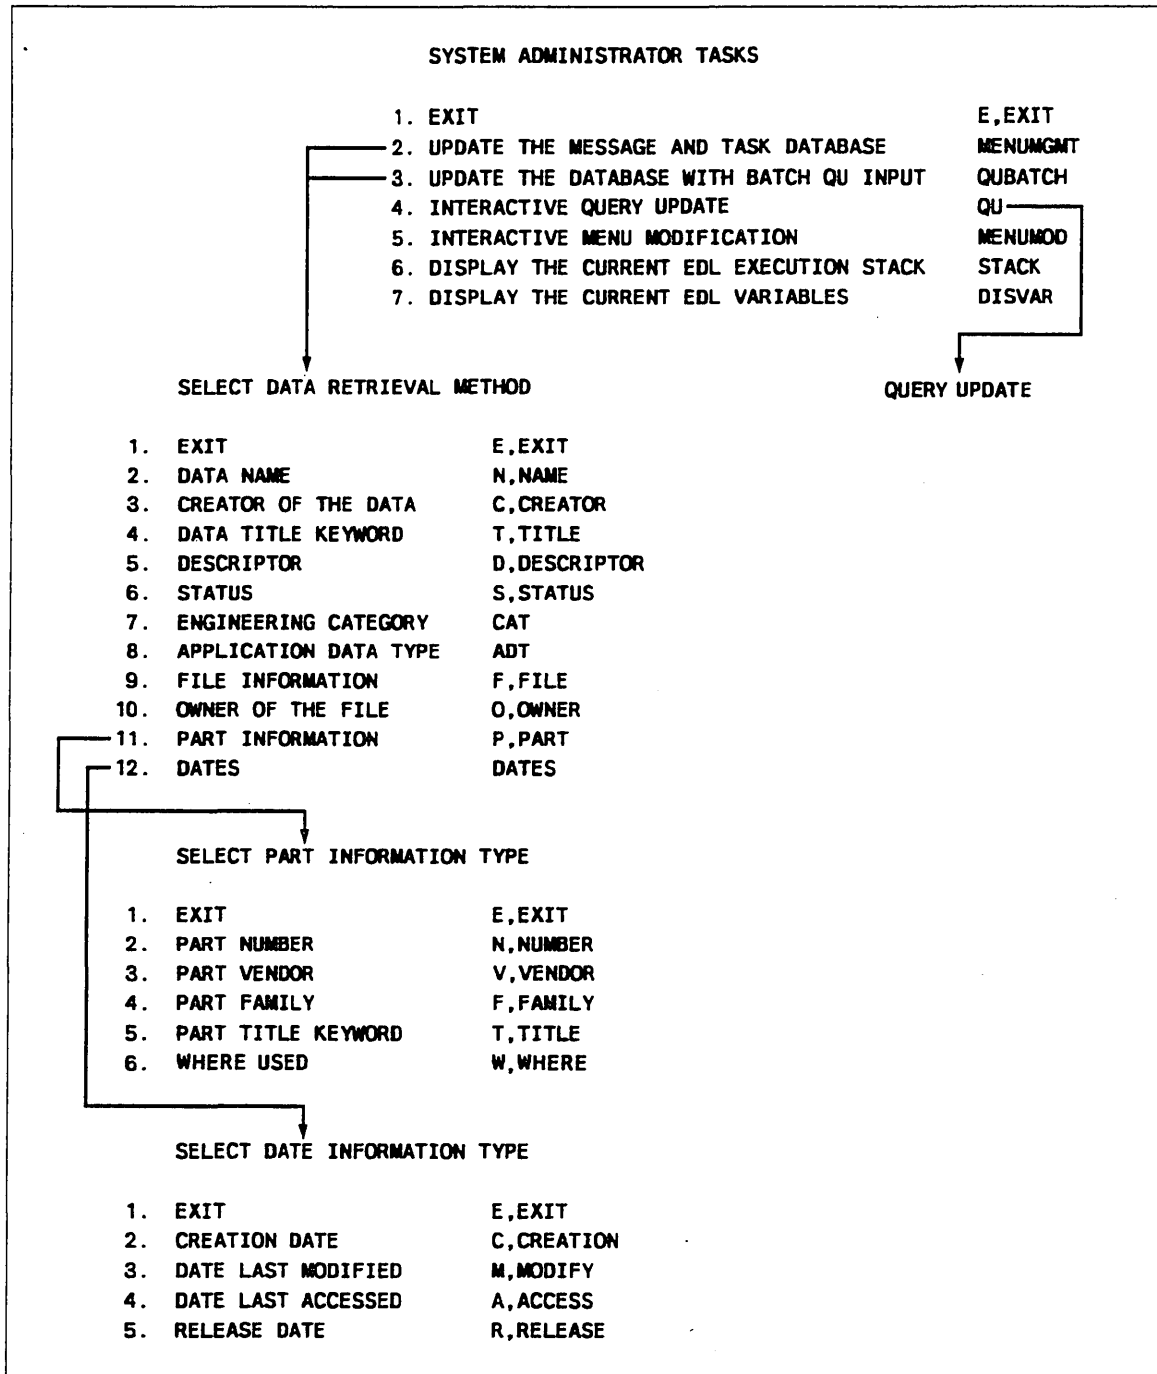 SYSTEM ADMINISTRATOR TASKS
1. EXIT E,EXIT
2. UPDATE THE MESSAGE AND TASK DATABASE MENUMGMT
3. UPDATE THE DATABASE WITH BATCH QU INPUT QUBATCH
4. INTERACTIVE QUERY UPDATE QU
5. INTERACTIVE MENU MODIFICATION MENUMOD
6. DISPLAY THE CURRENT EDL EXECUTION STACK STACK
7. DISPLAY THE CURRENT EDL VARIABLES DISVAR
SELECT DATA RETRIEVAL METHOD QUERY UPDATE
1. EXIT E,EXIT
2. DATA NAME N,NAME
3. CREATOR OF THE DATA C,CREATOR
4. DATA TITLE KEYWORD T,TITLE
5. DESCRIPTOR D,DESCRIPTOR
6. STATUS S,STATUS
7. ENGINEERING CATEGORY CAT
8. APPLICATION DATA TYPE ADT
9. FILE INFORMATION F,FILE
10. OWNER OF THE FILE O,OWNER
11. PART INFORMATION P,PART
12. DATES DATES
SELECT PART INFORMATION TYPE
1. EXIT E,EXIT
2. PART NUMBER N,NUMBER
3. PART VENDOR V,VENDOR
4. PART FAMILY F,FAMILY
5. PART TITLE KEYWORD T,TITLE
6. WHERE USED W,WHERE
SELECT DATE INFORMATION TYPE
1. EXIT E,EXIT
2. CREATION DATE C,CREATION
3. DATE LAST MODIFIED M,MODIFY
4. DATE LAST ACCESSED A,ACCESS
5. RELEASE DATE R,RELEASE